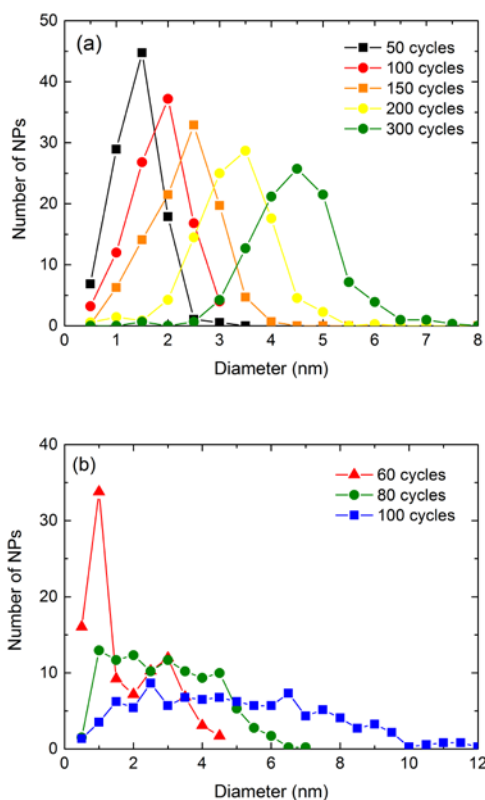 (a)
50 cycles
100 cycles
150 cycles
200 cycles
300 cycles
Number of NPs
50
40
30
20
10
0
0 1 2 3 4 5 6 7 8
Diameter (nm)
(b)
60 cycles
80 cycles
100 cycles
Number of NPs
40
30
20
10
0
0 2 4 6 8 10 12
Diameter (nm)